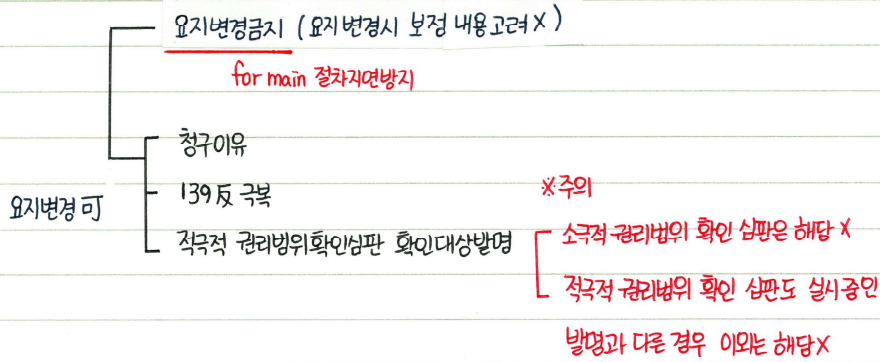 요지변경금지 (요지변경시 보정 내용고려 X)
for main 절차지연방지
청구이유
요지변경 可
139 反 극복
적극적 권리범위확인심판 확인대상발명
※주의
소극적 권리범위 확인 심판은 해당 X
적극적 권리범위 확인 심판도 실시중인
발명과 다른 경우 이외는 해당X